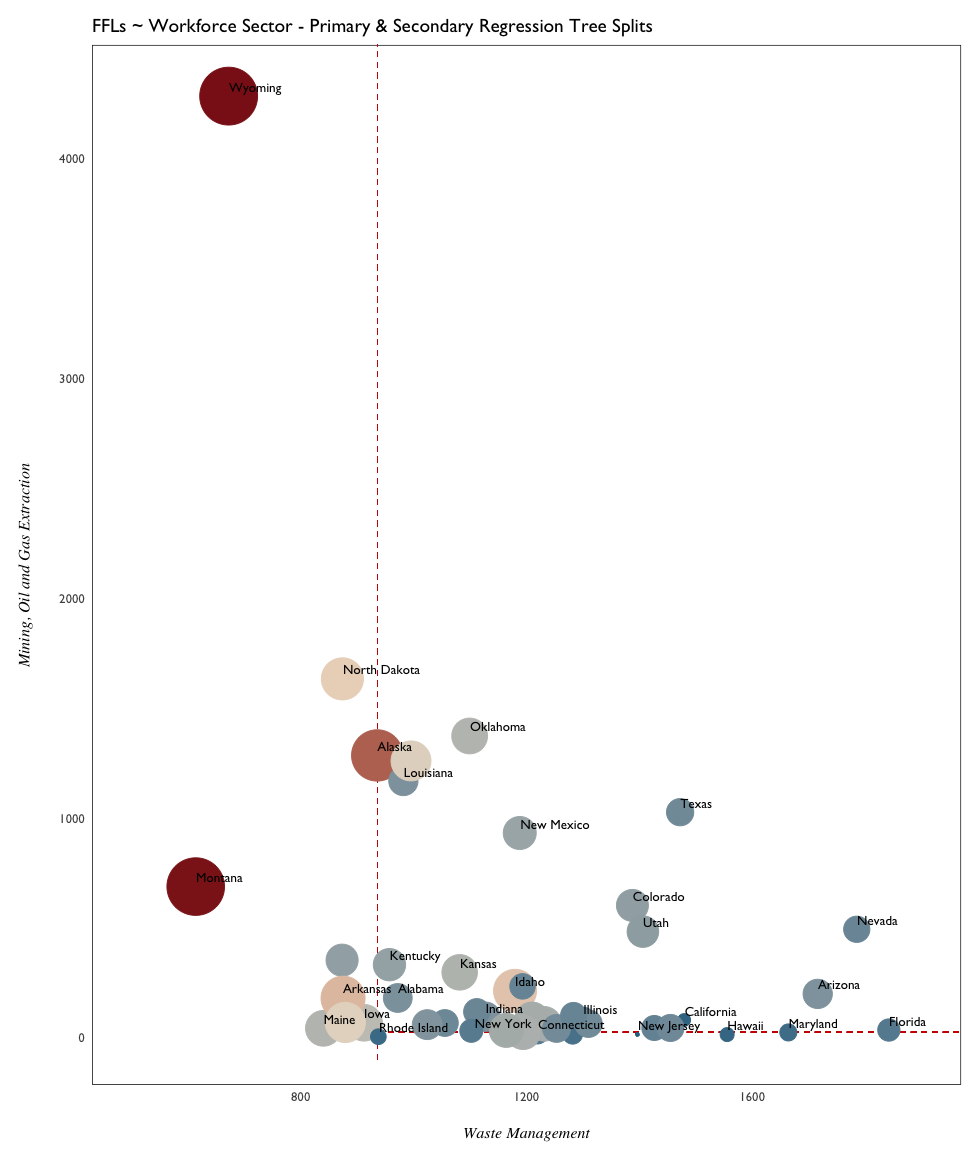 FFLs ~ Workforce Sector - Primary & Secondary Regression Tree Splits
Wyoming
4000
3000
Mining, Oil and Gas Extraction
2000
North Dakota
Oklahoma
Alaska
Louisiana
Texas
1000
New Mexico
Montana
Colorado
Utah
Nevada
Kentucky
Kansas
Idaho
Arizona
Arkansas
Alabama
Indiana
Illinois
California
Maine
Iowa
Rhode Island
New York
Connecticut
New Jersey
Hawaii
Maryland
Florida
0
800
1200
1600
Waste Management